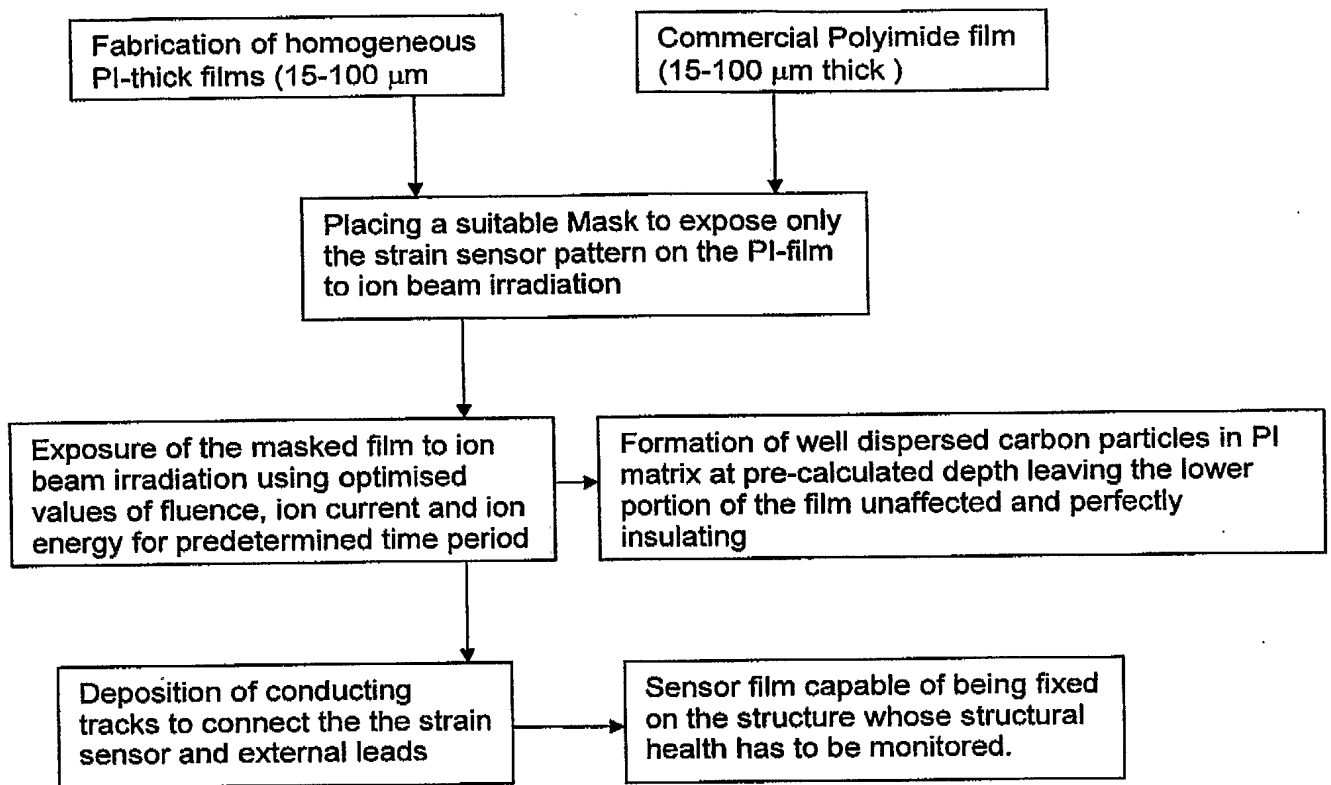 Fabrication of homogeneous
PI-thick films (15-100 μm
Commercial Polyimide film
(15-100 μm thick )
Placing a suitable Mask to expose only
the strain sensor pattern on the PI-film
to ion beam irradiation
Exposure of the masked film to ion
beam irradiation using optimised
values of fluence, ion current and ion
energy for predetermined time period
Formation of well dispersed carbon particles in PI
matrix at pre-calculated depth leaving the lower
portion of the film unaffected and perfectly
insulating
Deposition of conducting
tracks to connect the the strain
sensor and external leads
Sensor film capable of being fixed
on the structure whose structural
health has to be monitored.